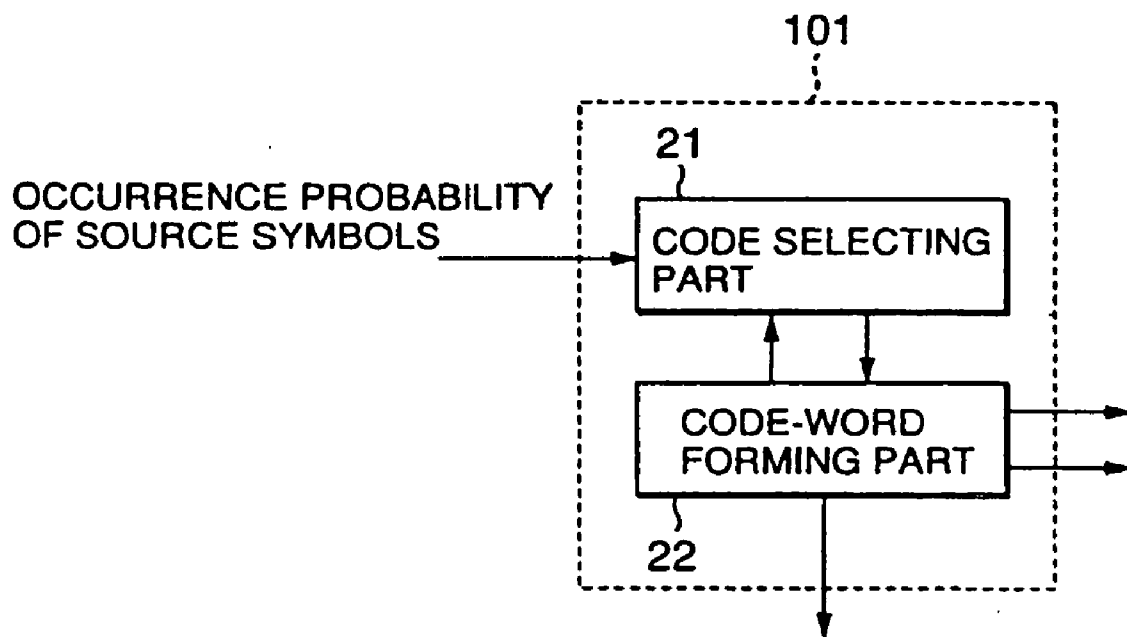 101
21
OCCURRENCE PROBABILITY
OF SOURCE SYMBOLS
CODE SELECTING
PART
CODE-WORD
FORMING PART
22